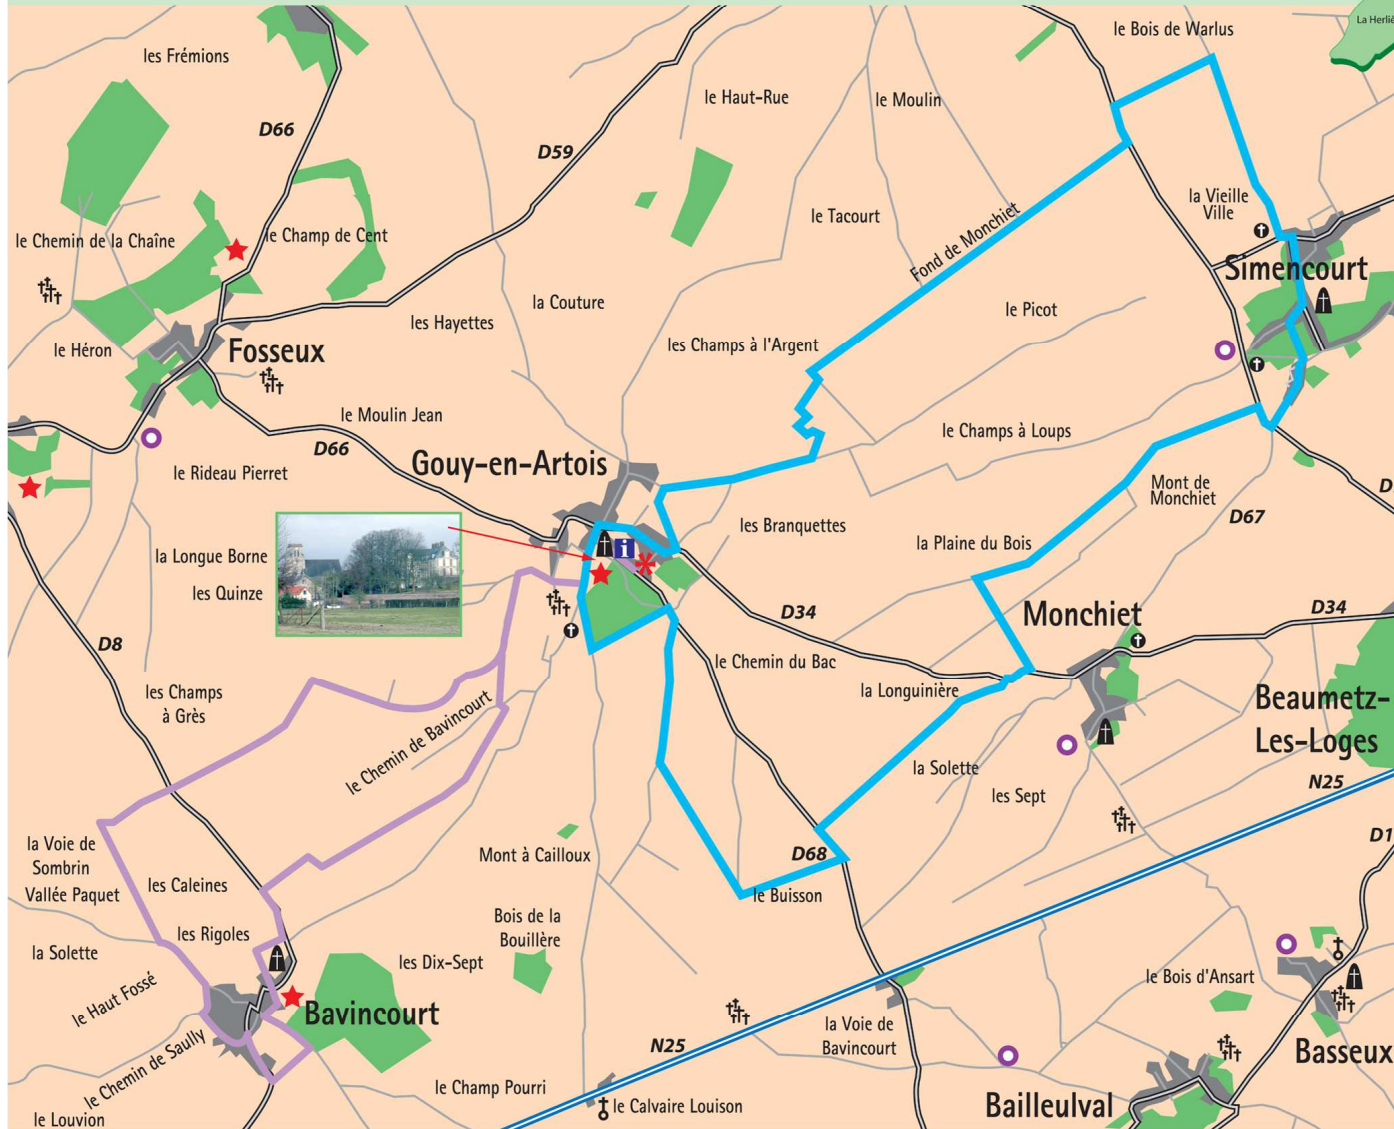 La Herliè
le Bois de Warlus
les Frémions
le Haut-Rue
le Moulin
D66
D59
la Vieille
Ville
le Tacourt
le Chemin de la Chaîne
le Champ de Cent
Fond de Monchiet
Simencourt
la Couture
le Picot
les Hayettes
les Champs à l'Argent
le Héron
Fosseux
le Moulin Jean
le Champs à Loups
D66
Gouy-en-Artois
le Rideau Pierret
Mont de
Monchiet
D
D67
les Branquettes
la Plaine du Bois
la Longue Borne
i
les Quinze
Monchiet
D34
D34
D8
le Chemin du Bac
la Longuinière
les Champs
à Grès
le Chemin de Bavincourt
Beaumetz-
Les-Loges
la Solette
N25
les Sept
la Voie de
Sombrin
D1
Mont à Cailloux
D68
Vallée Paquet
les Caleines
le Buisson
Bois de la
Bouillère
les Rigoles
la Solette
les Dix-Sept
le Bois d'Ansart
le Haut Fossé
Bavincourt
la Voie de
Bavincourt
le Chemin de Saully
N25
Basseux
le Champ Pourri
Bailleulval
le Calvaire Louison
le Louvion